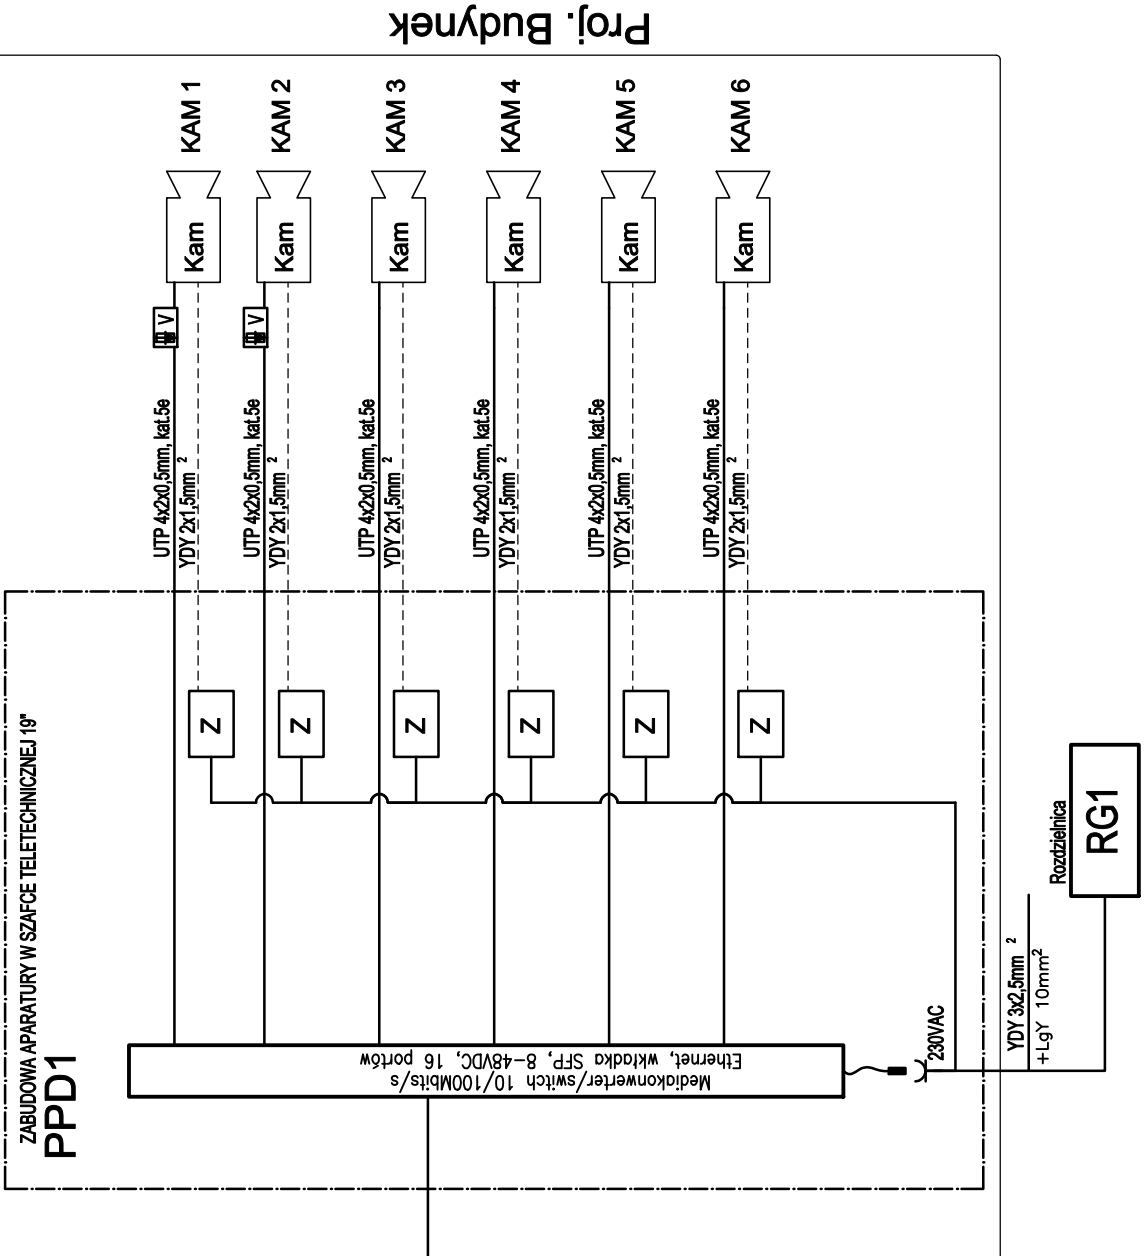 Proj. Budynek
KAM 1
KAM 2
KAM 3
KAM 4
KAM 5
KAM 6
Kam
Kam
Kam
Kam
Kam
Kam
V
V
UTP 4x2x0,5mm, kat.5e
YDY 2x1,5mm 2
UTP 4x2x0,5mm, kat.5e
YDY 2x1,5mm 2
UTP 4x2x0,5mm, kat.5e
YDY 2x1,5mm 2
UTP 4x2x0,5mm, kat.5e
YDY 2x1,5mm 2
UTP 4x2x0,5mm, kat.5e
YDY 2x1,5mm 2
UTP 4x2x0,5mm, kat.5e
YDY 2x1,5mm 2
Z
Z
Z
Z
Z
Z
ZABUDOWA APARATURY W SZAFCE TELETECHNICZNEJ 19"
PPD1
Mediakonwerter/switch 10/100Mbits/s
Ethernet, wkładka SFP, 8-48VDC, 16 portów
230VAC
YDY 3x2,5mm 2
+LgY 10mm²
Rozdzielnica
RG1